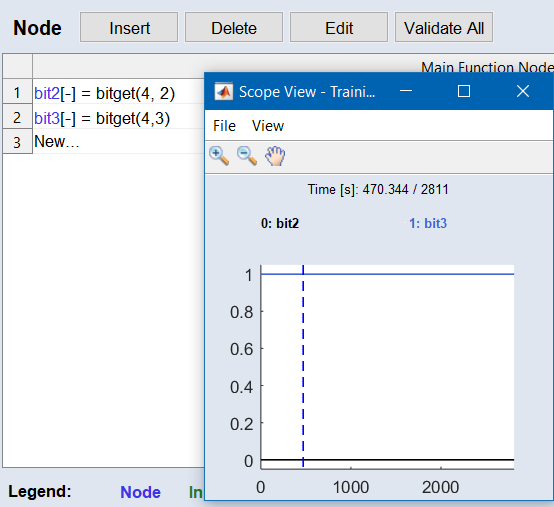 Node Insert Delete Edit Validate All
Main Function Node
1 bit2[-] = bitget(4, 2)
2 bit3[-] = bitget(4,3)
3 New...
Legend: Node In
Scope View - Traini...
File View
Time [s]: 470.344 / 2811
0: bit2 1: bit3
1
0.8
0.6
0.4
0.2
0
0 1000 2000